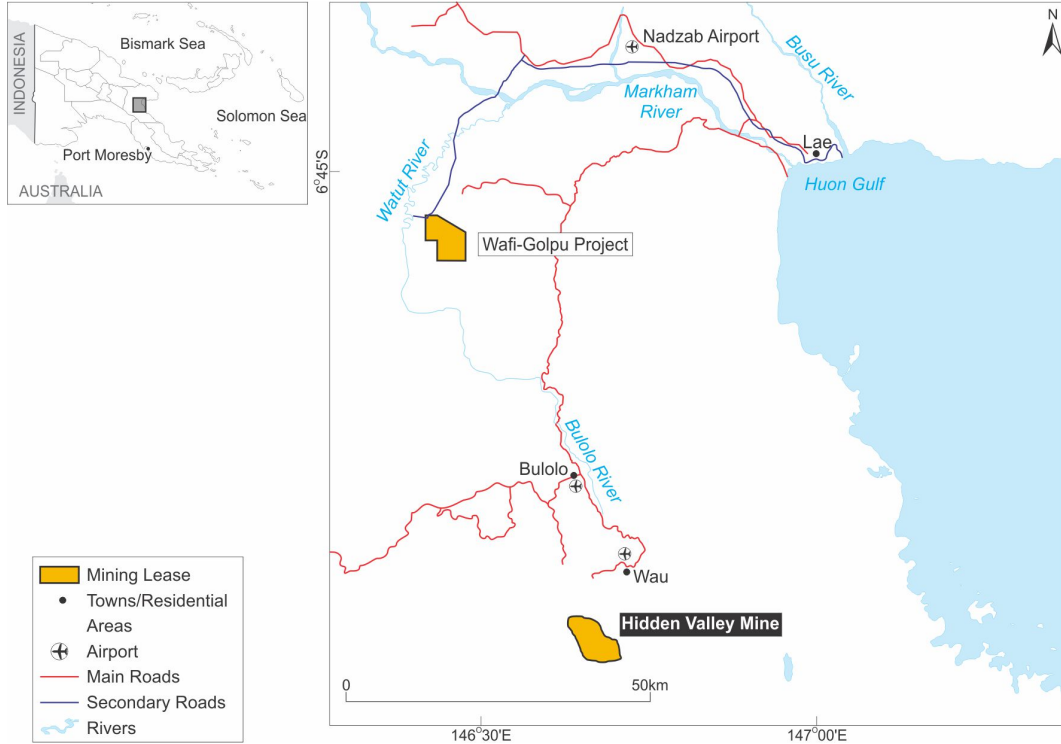 INDONESIA
Bismark Sea
Solomon Sea
Port Moresby
AUSTRALIA
N
Nadzab Airport
Busu River
Markham
River
Lae
Huon Gulf
6°45'S
Watut River
Wafi-Golpu Project
Bulolo River
Bulolo
Wau
Hidden Valley Mine
0
50km
146°30'E
147°00'E
Mining Lease
Towns/Residential
Areas
Airport
Main Roads
Secondary Roads
Rivers